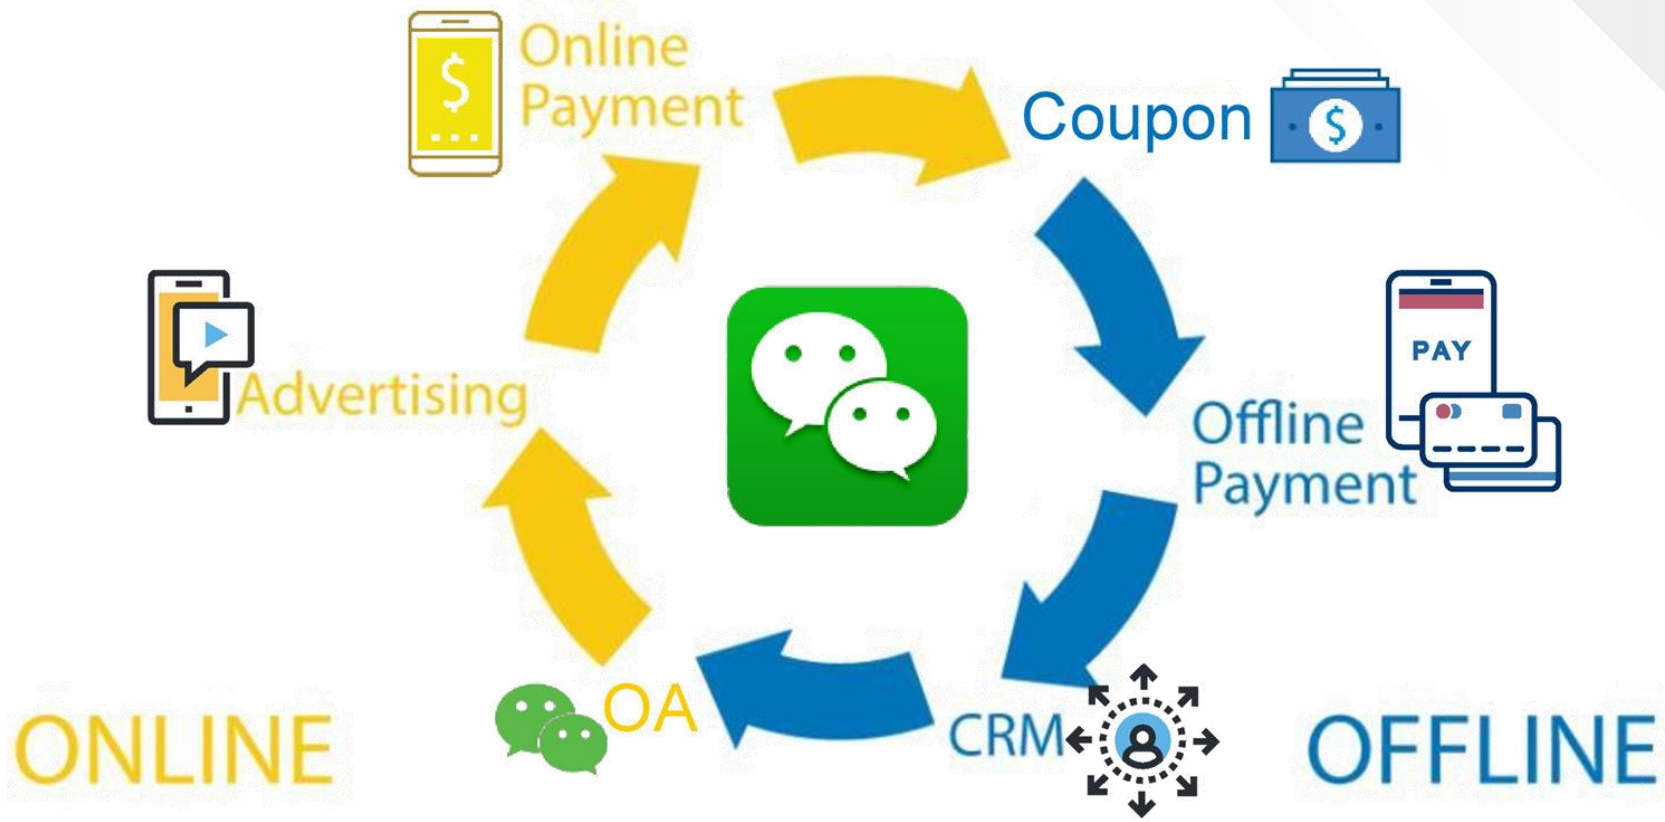 Online
Payment
$
Coupon
$
PAY
Advertising
Offline
Payment
OA
CRM
ONLINE
OFFLINE